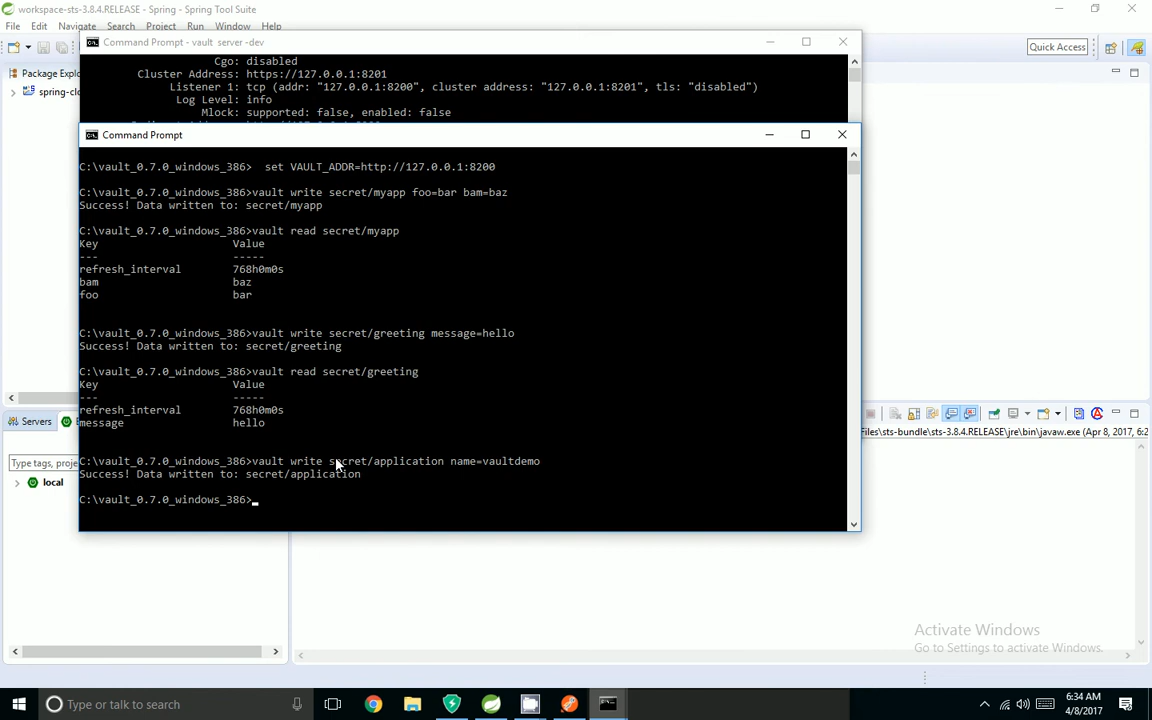 workspace-sts-3.8.4.RELEASE - Spring - Spring Tool Suite
File Edit Navigate Search Project Run Window Help
Command Prompt - vault server -dev
Quick Access
Package Explo
spring-clo
Cgo: disabled
Cluster Address: https://127.0.0.1:8201
Listener 1: tcp (addr: "127.0.0.1:8200", cluster address: "127.0.0.1:8201", tls: "disabled")
Log Level: info
Mlock: supported: false, enabled: false
Command Prompt
C:\vault_0.7.0_windows_386>  set VAULT_ADDR=http://127.0.0.1:8200
C:\vault_0.7.0_windows_386>vault write secret/myapp foo=bar bam=baz
Success! Data written to: secret/myapp
C:\vault_0.7.0_windows_386>vault read secret/myapp
Key Value
--- -----
refresh_interval 768h0m0s
bam baz
foo bar
C:\vault_0.7.0_windows_386>vault write secret/greeting message=hello
Success! Data written to: secret/greeting
C:\vault_0.7.0_windows_386>vault read secret/greeting
Key Value
--- -----
refresh_interval 768h0m0s
message hello
C:\vault_0.7.0_windows_386>vault write secret/application name=vaultdemo
Success! Data written to: secret/application
C:\vault_0.7.0_windows_386>
Servers
Files\sts-bundle\sts-3.8.4.RELEASE\jre\bin\javaw.exe (Apr 8, 2017, 6:2
Type tags, proje
local
Activate Windows
Go to Settings to activate Windows.
Type or talk to search
6:34 AM
4/8/2017